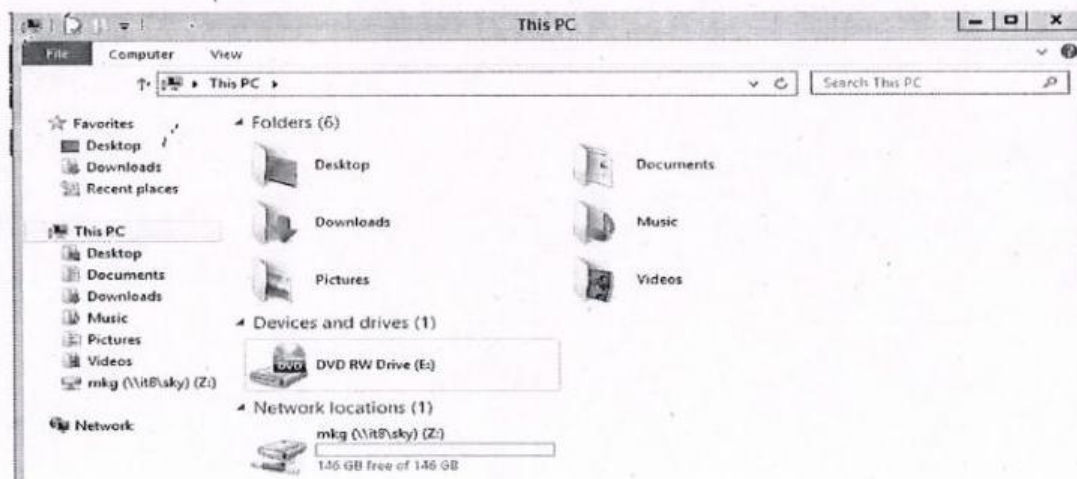 This PC
File Computer View
This PC
Search This PC
Favorites
Desktop
Downloads
Recent places
This PC
Desktop
Documents
Downloads
Music
Pictures
Videos
mkg (\\it8\sky) (Z:)
Network
Folders (6)
Desktop
Documents
Downloads
Music
Pictures
Videos
Devices and drives (1)
DVD
DVD RW Drive (E:)
Network locations (1)
mkg (\\it8\sky) (Z:)
146 GB free of 146 GB